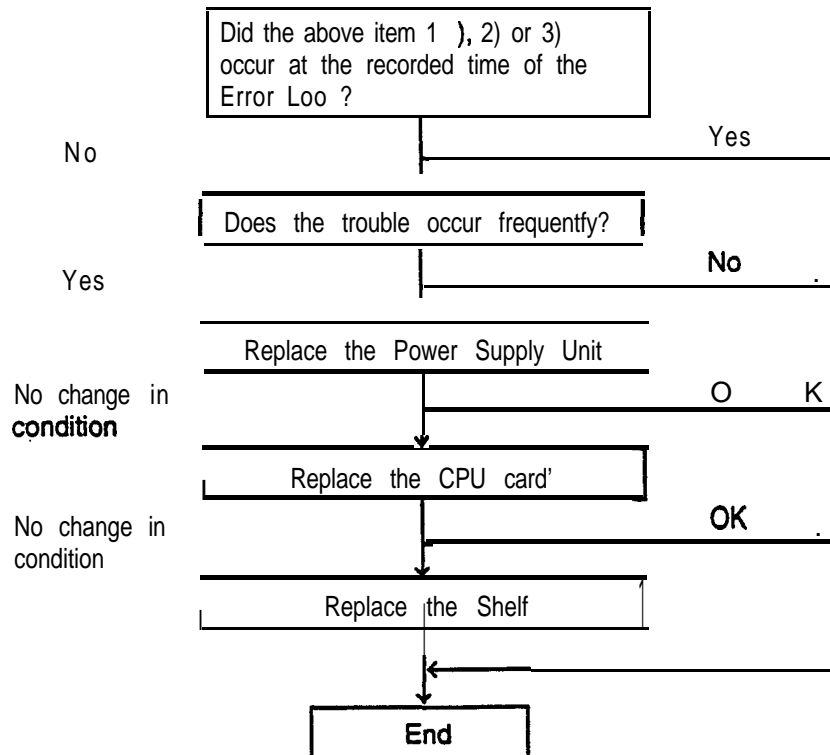 Did the above item 1 ), 2) or 3)
occur at the recorded time of the
Error Loo ?
No
Yes
Does the trouble occur frequentfy?
Yes
No
Replace the Power Supply Unit
No change in
condition
O K
Replace the CPU card'
No change in
condition
OK
Replace the Shelf
End